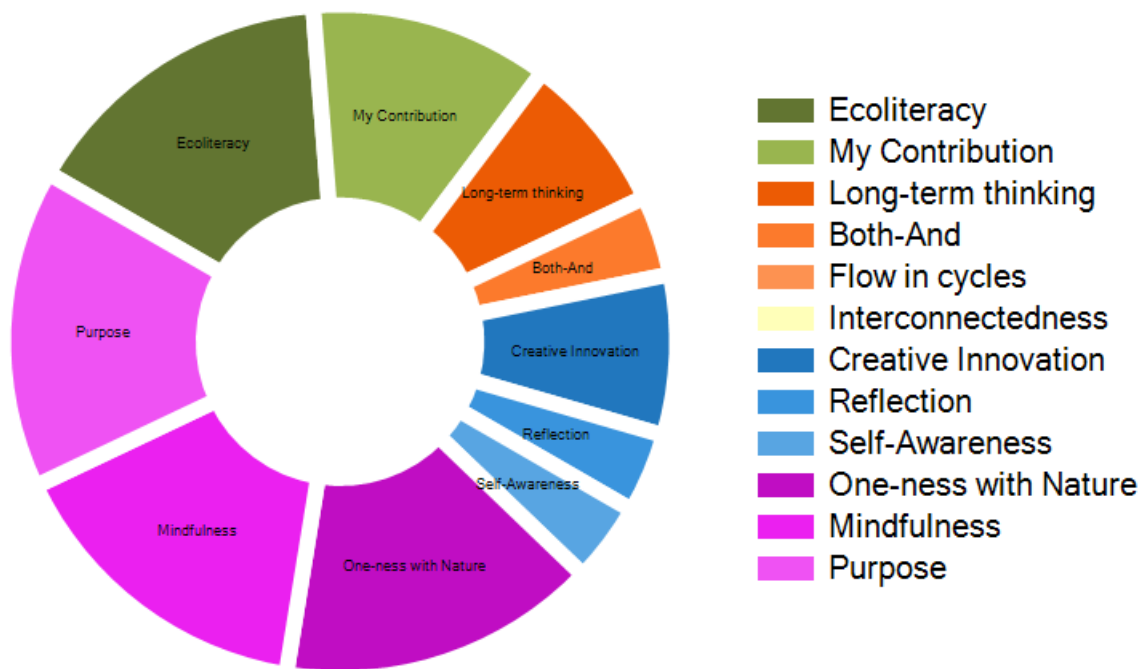 Ecoliteracy
My Contribution
Long-term thinking
Both-And
Creative Innovation
Reflection
Self-Awareness
One-ness with Nature
Mindfulness
Purpose
Ecoliteracy
My Contribution
Long-term thinking
Both-And
Flow in cycles
Interconnectedness
Creative Innovation
Reflection
Self-Awareness
One-ness with Nature
Mindfulness
Purpose